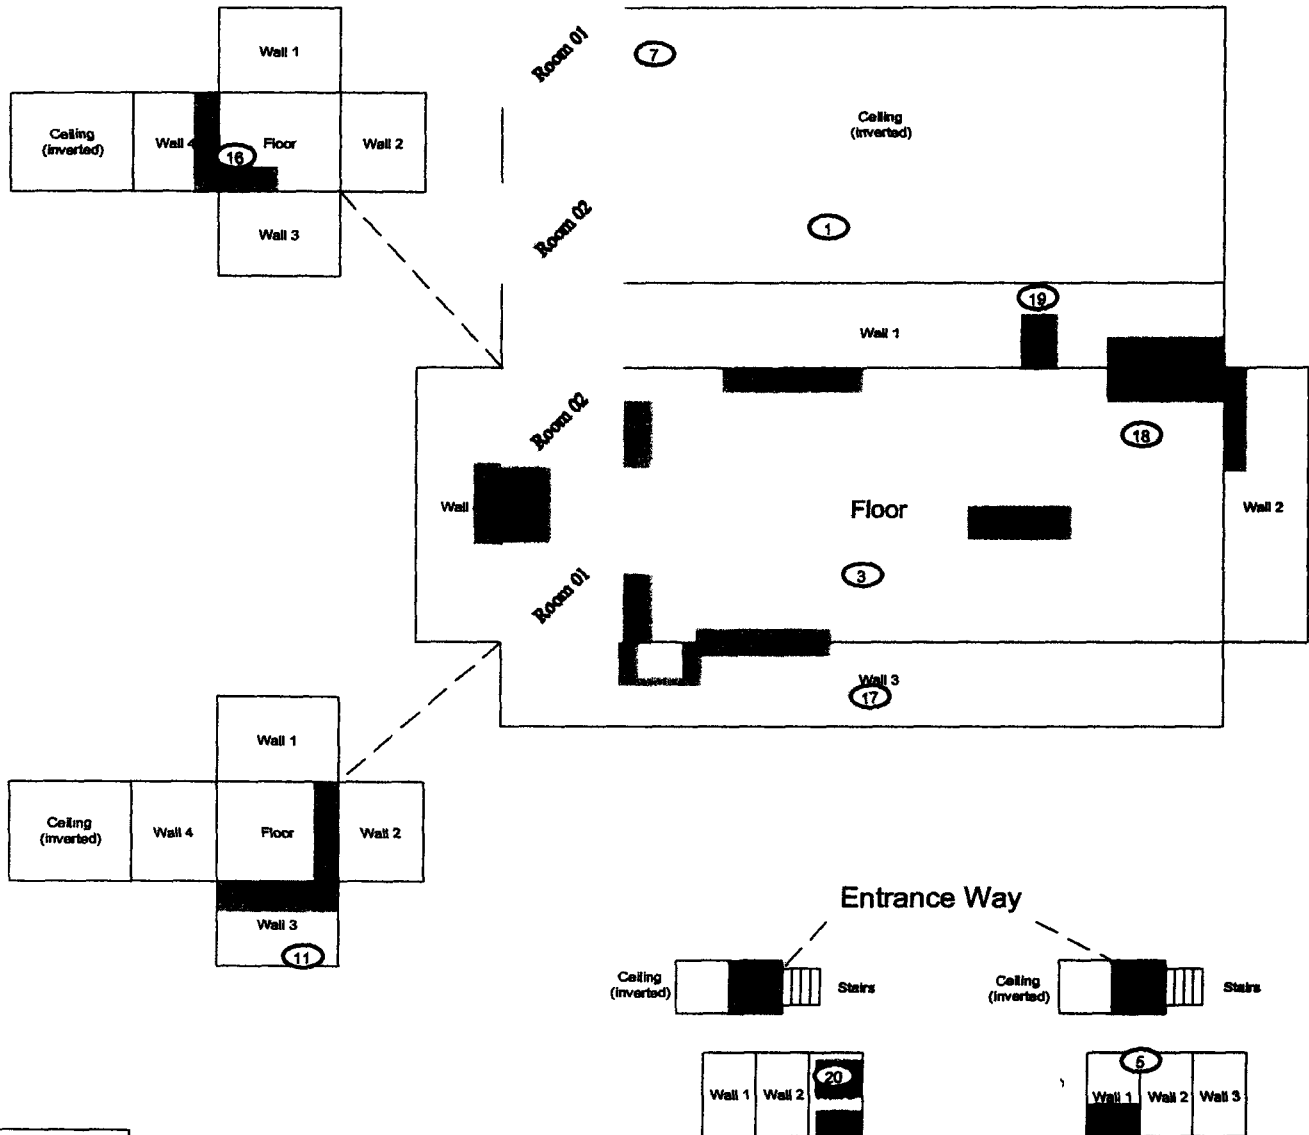 Wall 1
Ceiling
(inverted)
Wall 4
16
Floor
Wall 2
Wall 3
Room 01
7
Ceiling
(inverted)
Room 02
1
19
Wall 1
Room 02
18
Wall
Floor
Wall 2
3
Room 01
Wall 3
17
Wall 1
Ceiling
(inverted)
Wall 4
Floor
Wall 2
Wall 3
11
Entrance Way
Ceiling
(inverted)
Stairs
Ceiling
(inverted)
Stairs
Wall 1
Wall 2
20
5
Wall 1
Wall 2
Wall 3